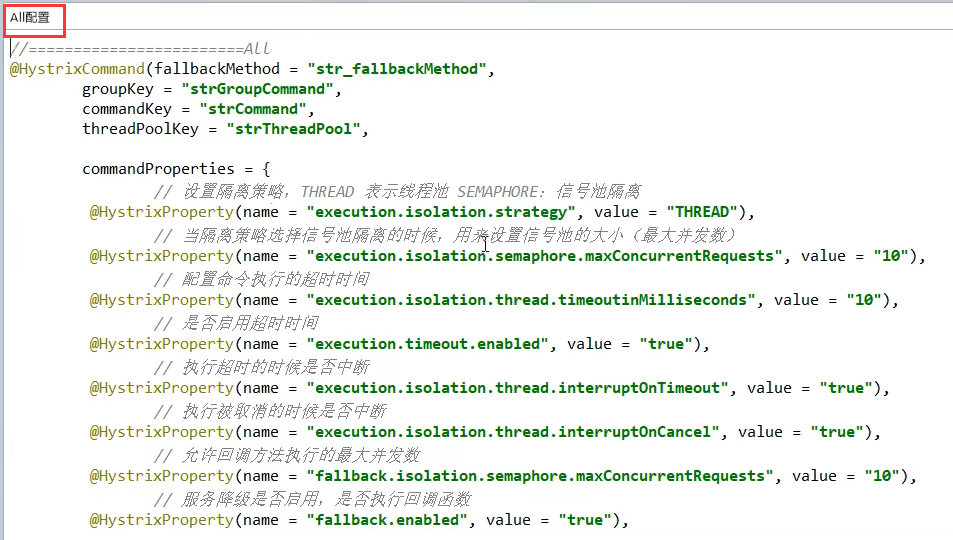 All配置
//========================All
@HystrixCommand(fallbackMethod = "str_fallbackMethod",
groupKey = "strGroupCommand",
commandKey = "strCommand",
threadPoolKey = "strThreadPool",
commandProperties = {
// 设置隔离策略，THREAD 表示线程池 SEMAPHORE：信号池隔离
@HystrixProperty(name = "execution.isolation.strategy", value = "THREAD"),
// 当隔离策略选择信号池隔离的时候，用来设置信号池的大小（最大并发数）
@HystrixProperty(name = "execution.isolation.semaphore.maxConcurrentRequests", value = "10"),
// 配置命令执行的超时时间
@HystrixProperty(name = "execution.isolation.thread.timeoutinMilliseconds", value = "10"),
// 是否启用超时时间
@HystrixProperty(name = "execution.timeout.enabled", value = "true"),
// 执行超时的时候是否中断
@HystrixProperty(name = "execution.isolation.thread.interruptOnTimeout", value = "true"),
// 执行被取消的时候是否中断
@HystrixProperty(name = "execution.isolation.thread.interruptOnCancel", value = "true"),
// 允许回调方法执行的最大并发数
@HystrixProperty(name = "fallback.isolation.semaphore.maxConcurrentRequests", value = "10"),
// 服务降级是否启用，是否执行回调函数
@HystrixProperty(name = "fallback.enabled", value = "true"),